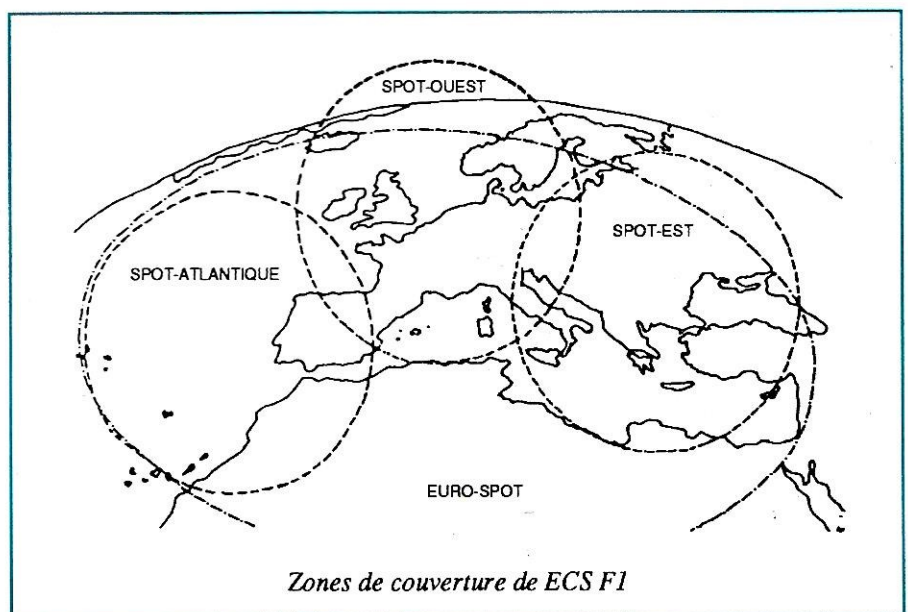 SPOT-OUEST
SPOT-EST
SPOT-ATLANTIQUE
EURO-SPOT
Zones de couverture de ECS F1